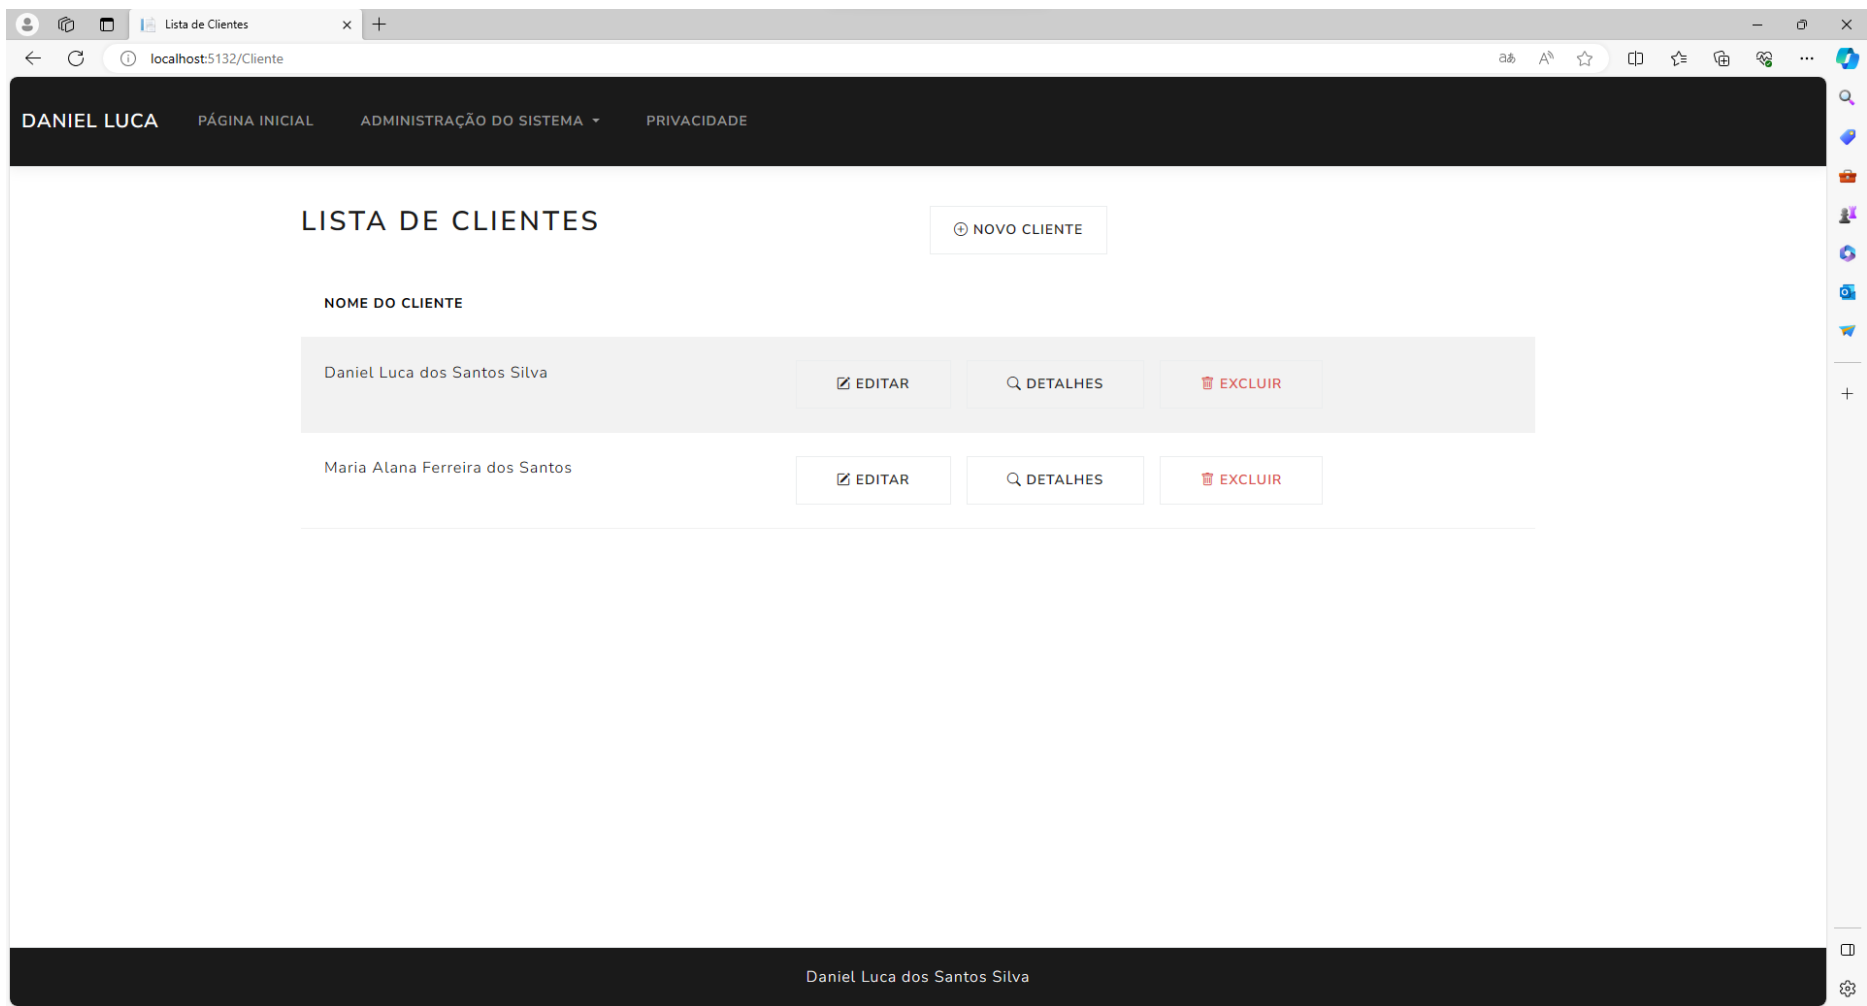 Lista de Clientes
localhost:5132/Cliente
DANIEL LUCA PÁGINA INICIAL ADMINISTRAÇÃO DO SISTEMA PRIVACIDADE
LISTA DE CLIENTES NOVO CLIENTE
NOME DO CLIENTE
Daniel Luca dos Santos Silva EDITAR DETALHES EXCLUIR
Maria Alana Ferreira dos Santos EDITAR DETALHES EXCLUIR
Daniel Luca dos Santos Silva